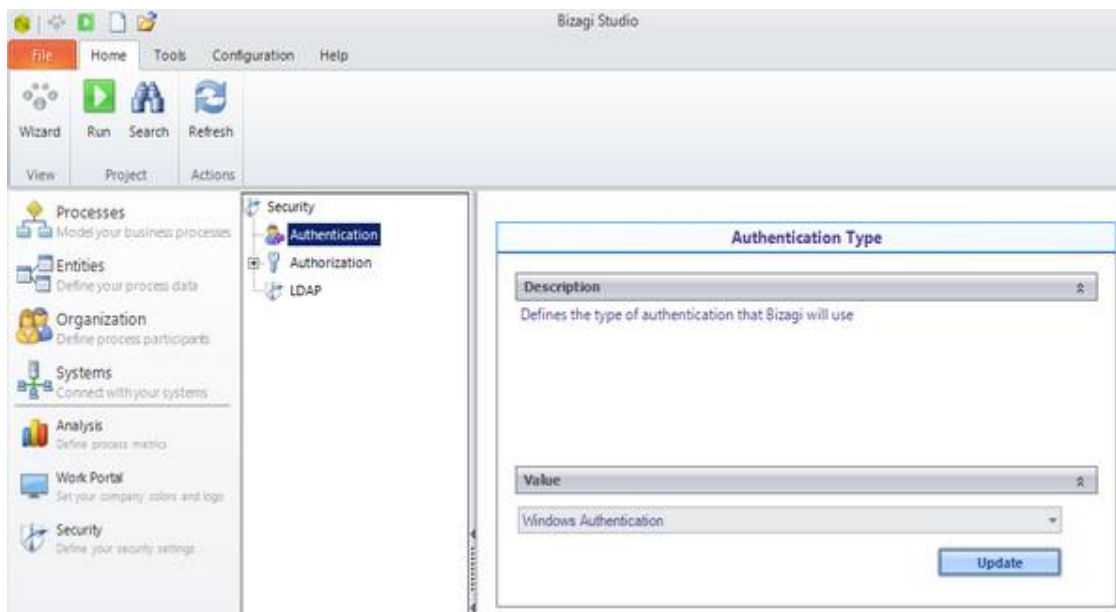 Bizagi Studio
File Home Tools Configuration Help
Wizard Run Search Refresh
View Project Actions
Processes
Model your business processes
Entities
Define your process data
Organization
Define process participants
Systems
Connect with your systems
Analysis
Define process metrics
Work Portal
Set your company colors and logo
Security
Define your security settings
Security
Authentication
Authorization
LDAP
Authentication Type
Description
Defines the type of authentication that Bizagi will use
Value
Windows Authentication
Update